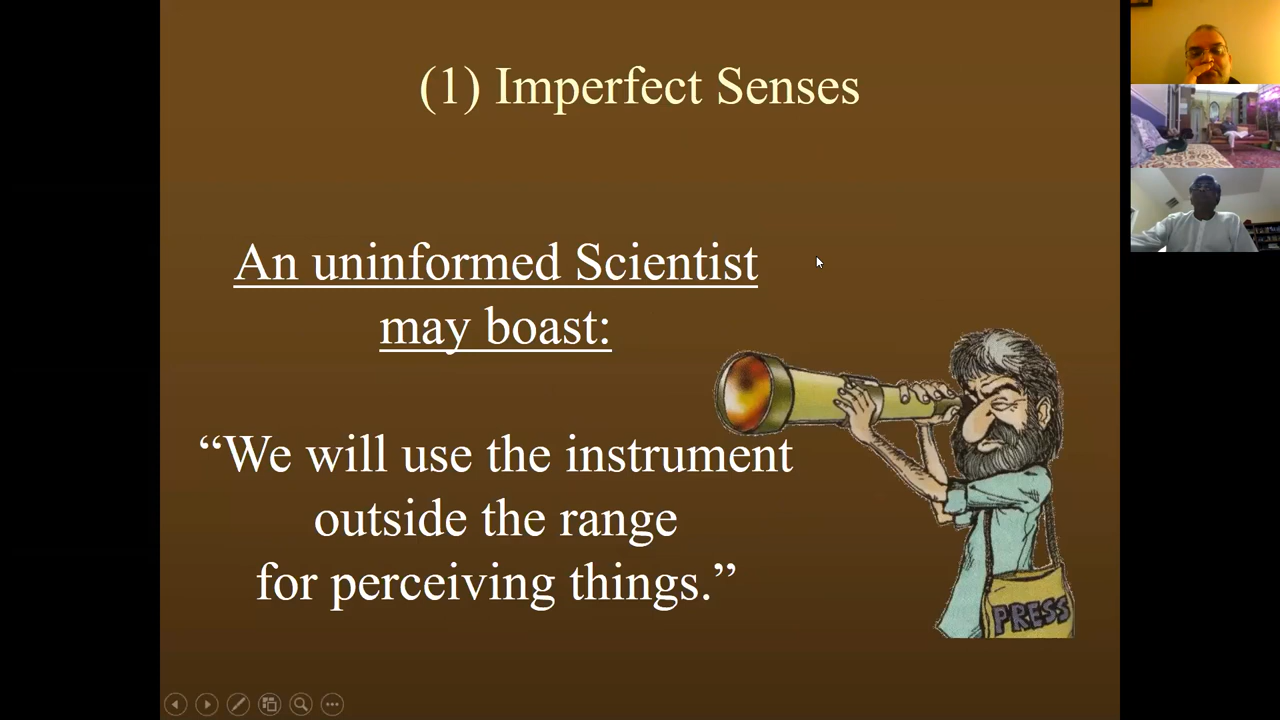 (1) Imperfect Senses
An uninformed Scientist
may boast:
“We will use the instrument
outside the range
for perceiving things.”
PRESS